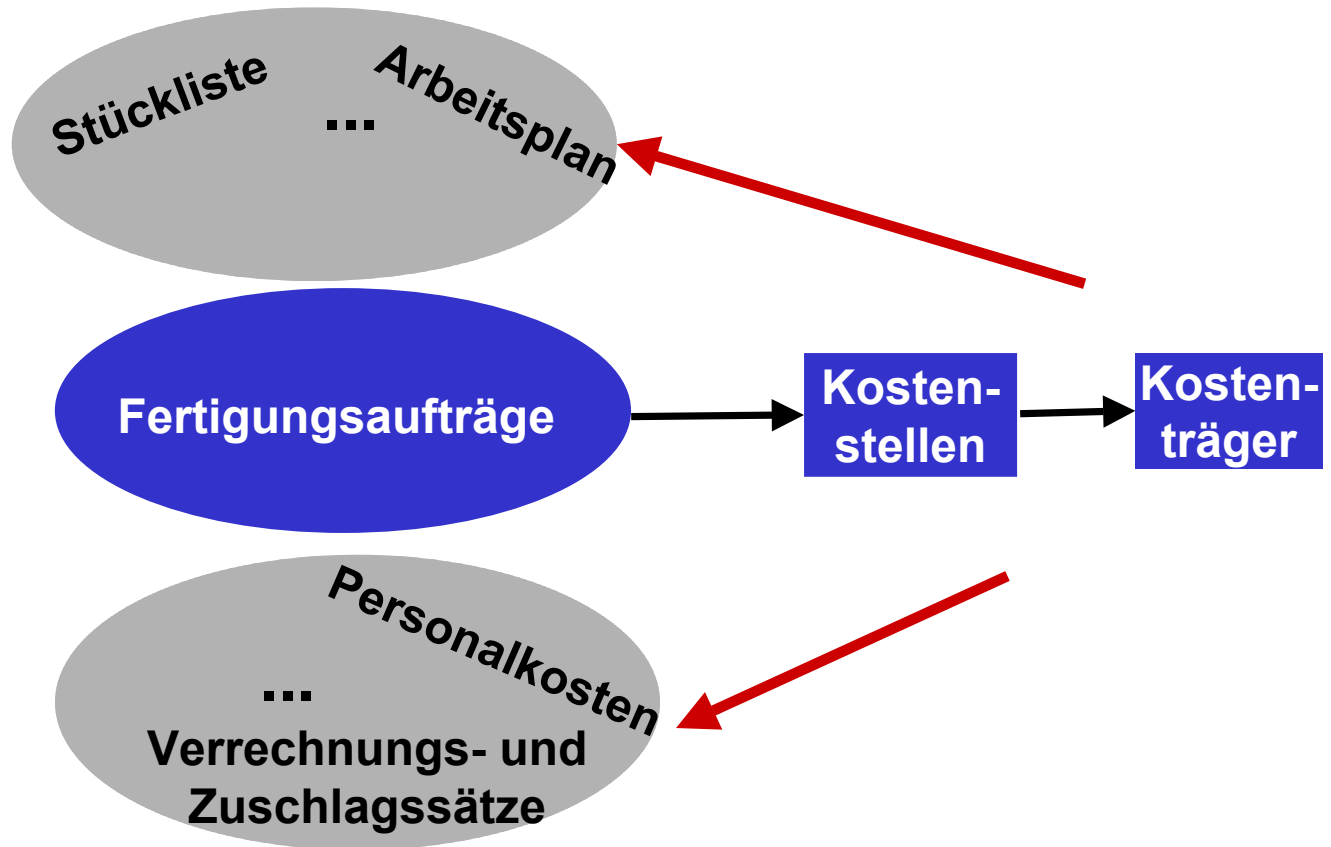 Stückliste
...
Arbeitsplan
Fertigungsaufträge
Kosten-
stellen
Kosten-
träger
Personalkosten
...
Verrechnungs- und
Zuschlagssätze